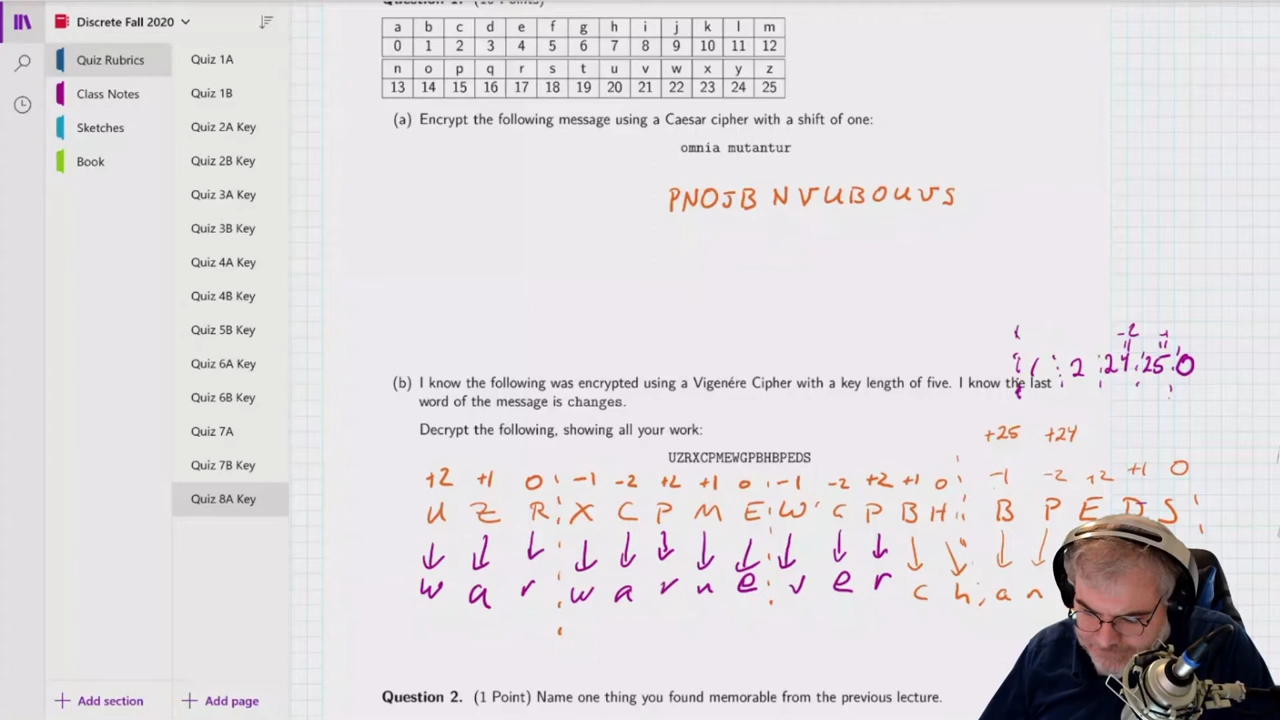 Discrete Fall 2020
Quiz Rubrics
Class Notes
Sketches
Book
Quiz 1A
Quiz 1B
Quiz 2A Key
Quiz 2B Key
Quiz 3A Key
Quiz 3B Key
Quiz 4A Key
Quiz 4B Key
Quiz 5B Key
Quiz 6A Key
Quiz 6B Key
Quiz 7A
Quiz 7B Key
Quiz 8A Key
Add section
Add page
a b c d e f g h i j k l m
0 1 2 3 4 5 6 7 8 9 10 11 12
n o p q r s t u v w x y z
13 14 15 16 17 18 19 20 21 22 23 24 25
(a) Encrypt the following message using a Caesar cipher with a shift of one:
omnia mutantur
PNOJB NVUBOUVS
-2 -1
1 2 24 25 0
(b) I know the following was encrypted using a Vigenére Cipher with a key length of five. I know the last
word of the message is changes.
Decrypt the following, showing all your work:
+25 +24
UZRXCPMEWGPBHBPEDS
+2 +1 0 -1 -2 +2 +1 0 -1 -2 +2 +1 0 -1 -2 +2 +1 0
U Z R X C P M E W G P B H B P E D S
w a r w a r n e v e r c h a n
Question 2. (1 Point) Name one thing you found memorable from the previous lecture.